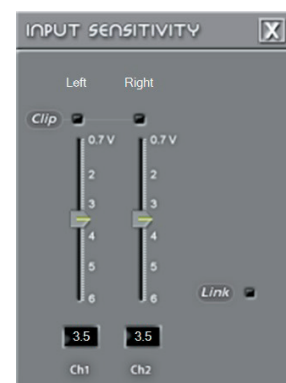 INPUT SENSITIVITY X
Left Right
Clip
0.7 V 0.7 V
2 2
3 3
4 4
5 5
6 6
Link
3.5 3.5
Ch1 Ch2